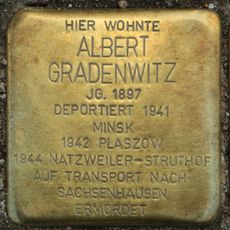 HIER WOHNTE
ALBERT
GRADENWITZ
JG. 1897
DEPORTIERT 1941
MINSK
1942 PLASZOW
1944 NATZWEILER-STRUTHOF
AUF TRANSPORT NACH
SACHSENHAUSEN
ERMORDET